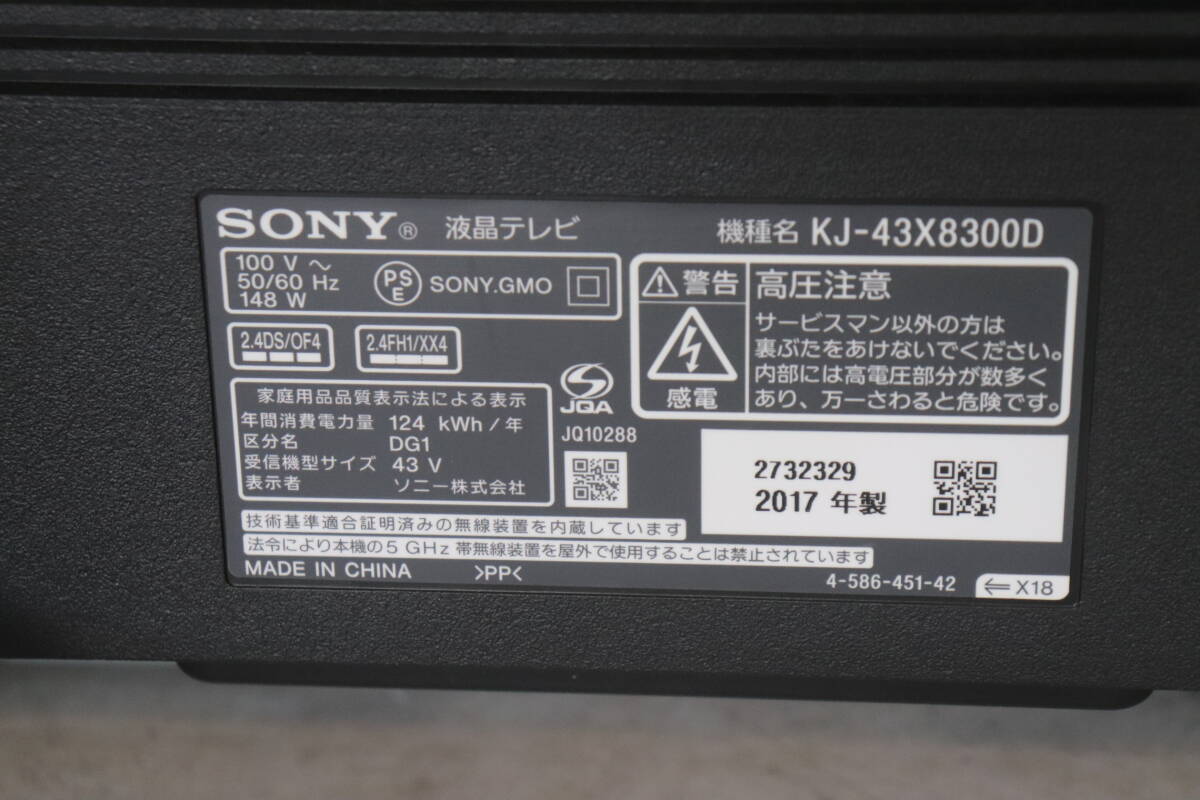 SONY® 液晶テレビ 機種名 KJ-43X8300D
100 V ～
50/60 Hz
148 W
PS
E
SONY.GMO
2.4DS/OF4
2.4FH1/XX4
家庭用品品質表示法による表示
年間消費電力量 124 kWh / 年
区分名 DG1
受信機型サイズ 43 V
表示者 ソニー株式会社
JQA
JQ10288
警告
感電
高圧注意
サービスマン以外の方は
裏ぶたをあけないでください。
内部には高電圧部分が数多く
あり、万一さわると危険です。
2732329
2017 年製
技術基準適合証明済みの無線装置を内蔵しています
法令により本機の5 GHz 帯無線装置を屋外で使用することは禁止されています
MADE IN CHINA >PP<
4-586-451-42 ⇐ X18